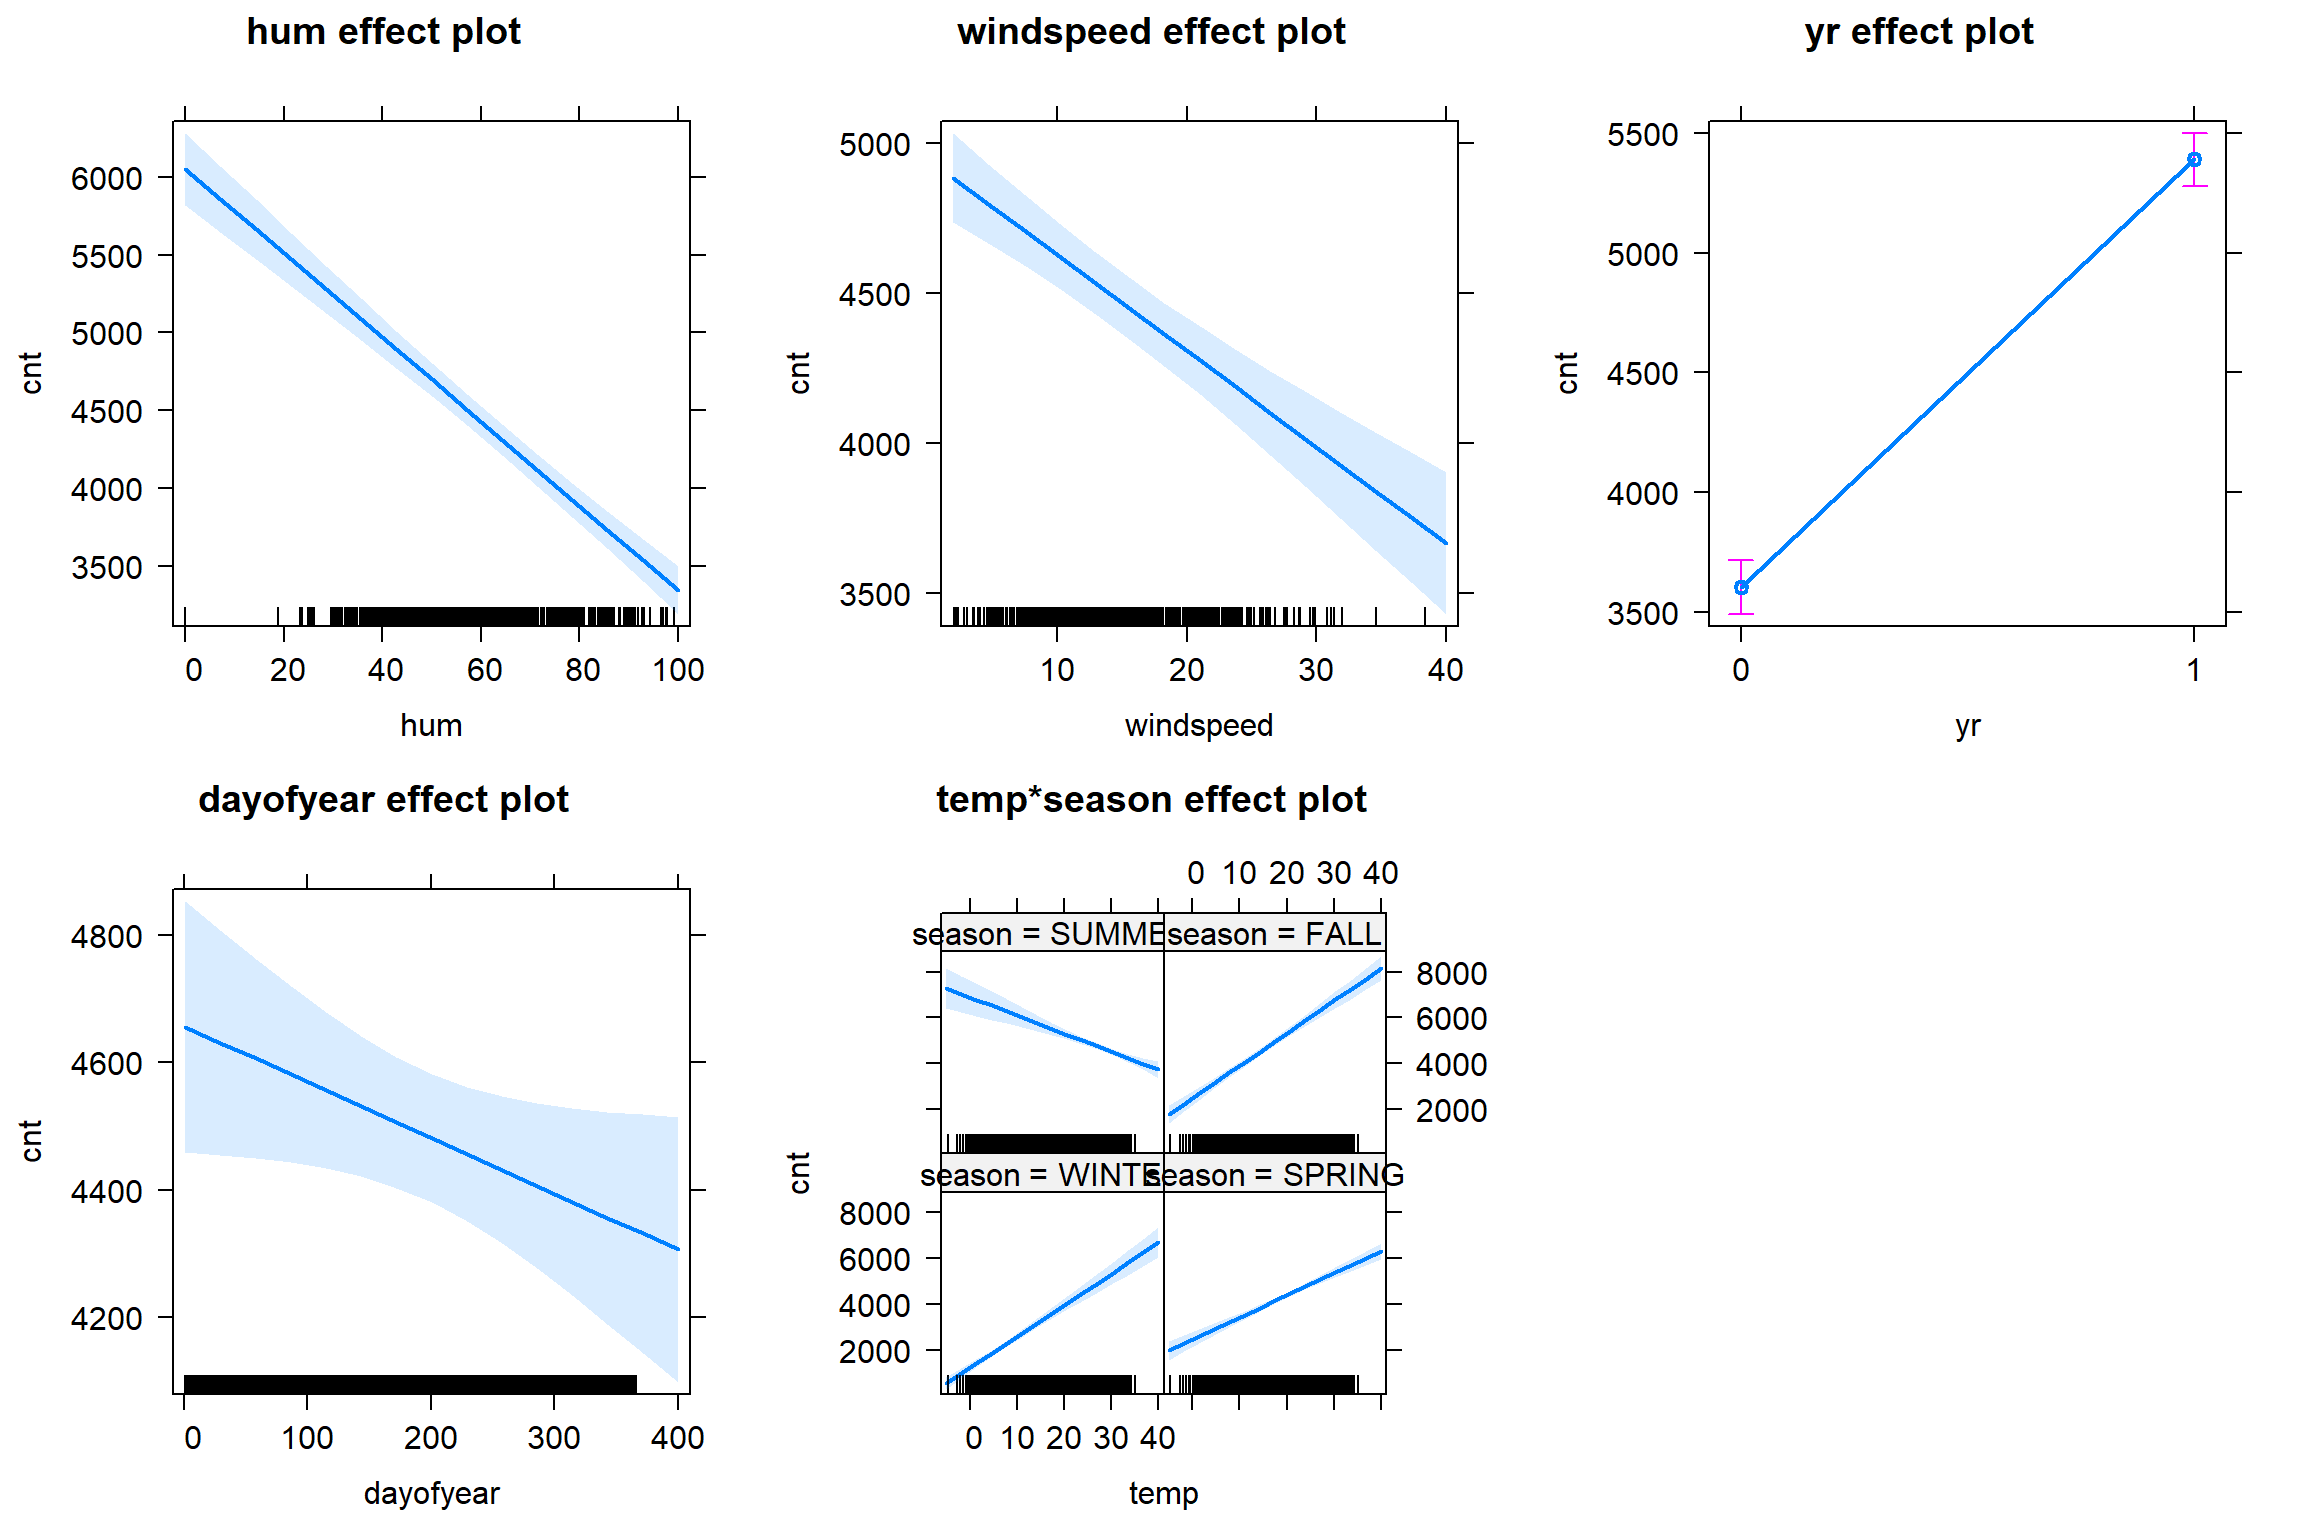 hum effect plot
cnt
6000
5500
5000
4500
4000
3500
0 20 40 60 80 100
hum
windspeed effect plot
cnt
5000
4500
4000
3500
10 20 30 40
windspeed
yr effect plot
cnt
5500
5000
4500
4000
3500
0 1
yr
dayofyear effect plot
cnt
4800
4600
4400
4200
0 100 200 300 400
dayofyear
temp*season effect plot
0 10 20 30 40
season = SUMME
season = FALL
8000
6000
4000
2000
cnt
season = WINTE
season = SPRING
8000
6000
4000
2000
0 10 20 30 40
temp